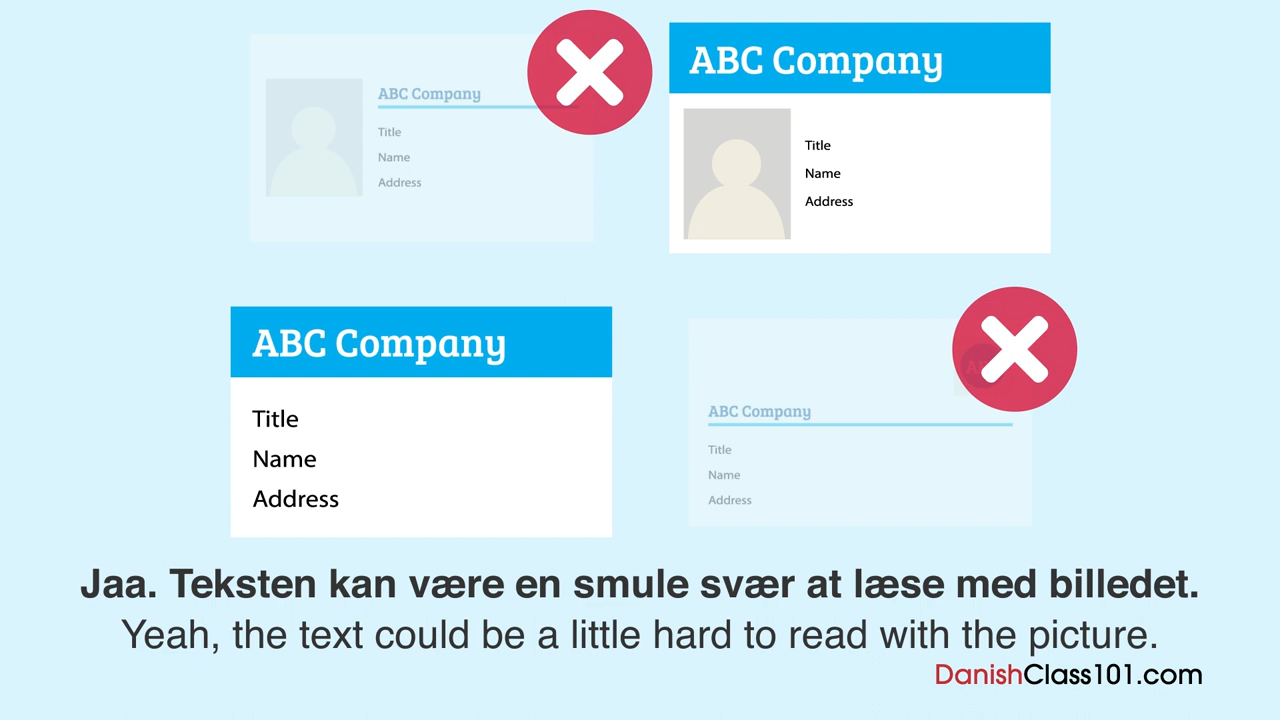 ABC Company
Title
Name
Address
ABC Company
Title
Name
Address
ABC Company
Title
Name
Address
ABC Company
Title
Name
Address
Jaa. Teksten kan være en smule svær at læse med billedet.
Yeah, the text could be a little hard to read with the picture.
DanishClass101.com